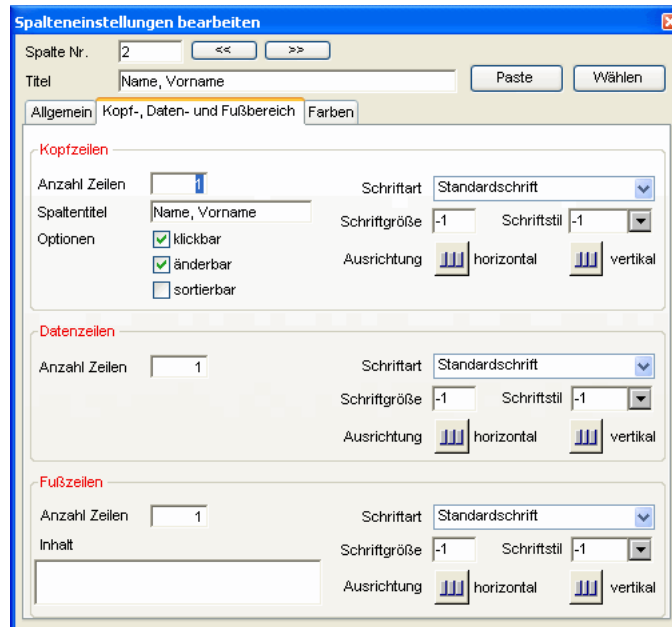 Spalteneinstellungen bearbeiten
Spalte Nr. 2 << >>
Titel Name, Vorname Paste Wählen
Allgemein Kopf-, Daten- und Fußbereich Farben
Kopfzeilen
Anzahl Zeilen 1 Schriftart Standardschrift
Spaltentitel Name, Vorname Schriftgröße -1 Schriftstil -1
Optionen klickbar Ausrichtung horizontal vertikal
änderbar
sortierbar
Datenzeilen
Anzahl Zeilen 1 Schriftart Standardschrift
Schriftgröße -1 Schriftstil -1
Ausrichtung horizontal vertikal
Fußzeilen
Anzahl Zeilen 1 Schriftart Standardschrift
Inhalt Schriftgröße -1 Schriftstil -1
Ausrichtung horizontal vertikal